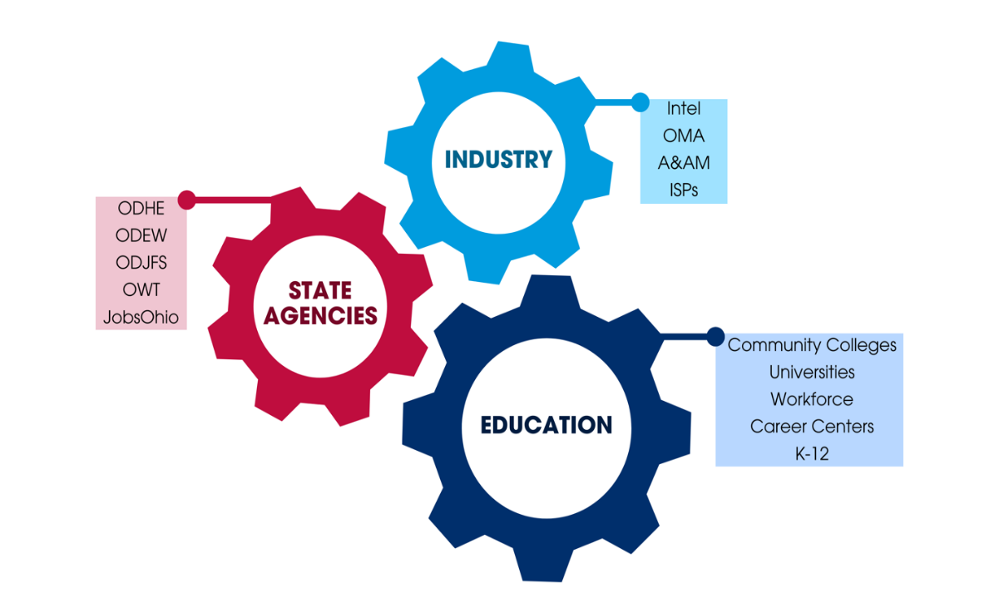 INDUSTRY
Intel
OMA
A&AM
ISPs
ODHE
ODEW
ODJFS
OWT
JobsOhio
STATE
AGENCIES
EDUCATION
Community Colleges
Universities
Workforce
Career Centers
K-12